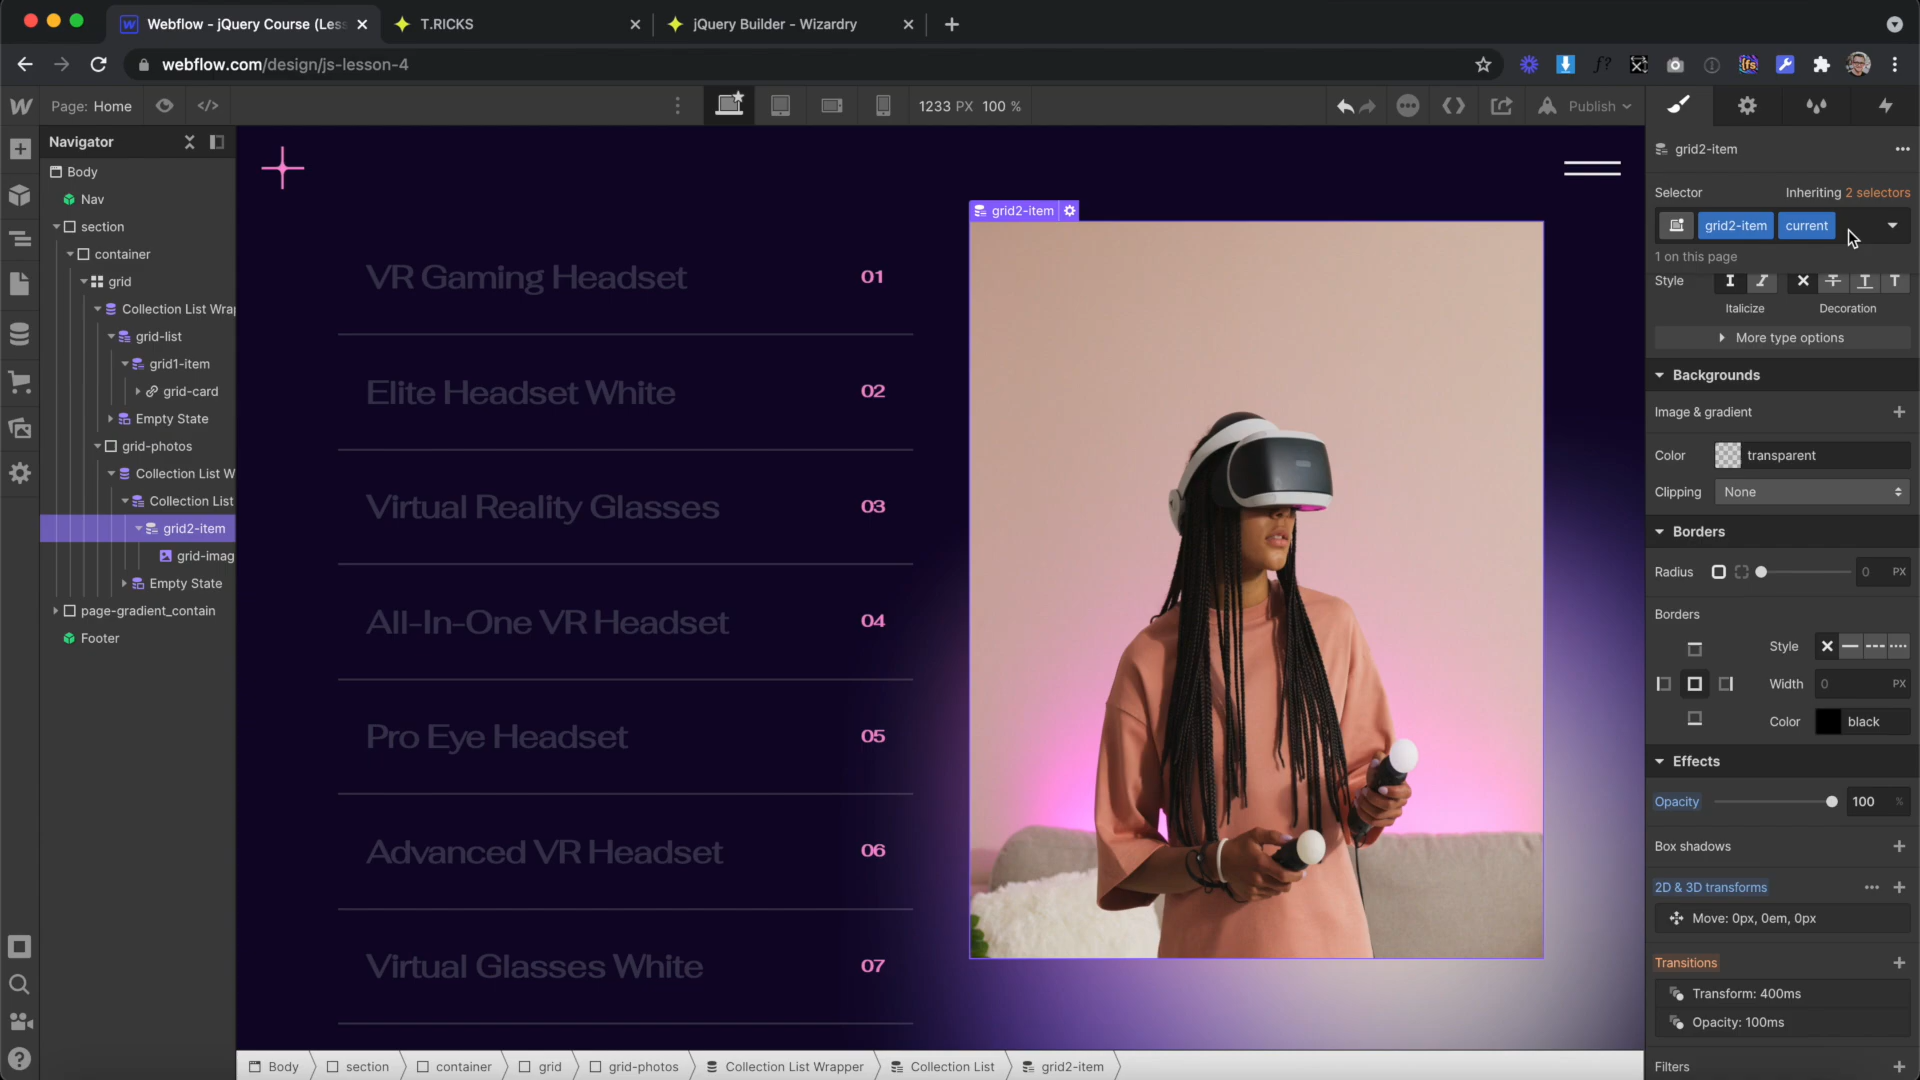 Webflow - jQuery Course (Les
T.RICKS
jQuery Builder - Wizardry
webflow.com/design/js-lesson-4
Page: Home
1233 PX 100 %
Publish
Navigator
Body
Nav
section
container
grid
Collection List Wrap
grid-list
grid1-item
grid-card
Empty State
grid-photos
Collection List W
Collection List
grid2-item
grid-imag
Empty State
page-gradient_contain
Footer
VR Gaming Headset 01
Elite Headset White 02
Virtual Reality Glasses 03
All-In-One VR Headset 04
Pro Eye Headset 05
Advanced VR Headset 06
Virtual Glasses White 07
grid2-item
grid2-item
Selector Inheriting 2 selectors
grid2-item current
1 on this page
Style
Italicize Decoration
More type options
Backgrounds
Image & gradient
Color transparent
Clipping None
Borders
Radius 0 PX
Borders
Style
Width 0 PX
Color black
Effects
Opacity 100 %
Box shadows
2D & 3D transforms
Move: 0px, 0em, 0px
Transitions
Transform: 400ms
Opacity: 100ms
Filters
Body section container grid grid-photos Collection List Wrapper Collection List grid2-item